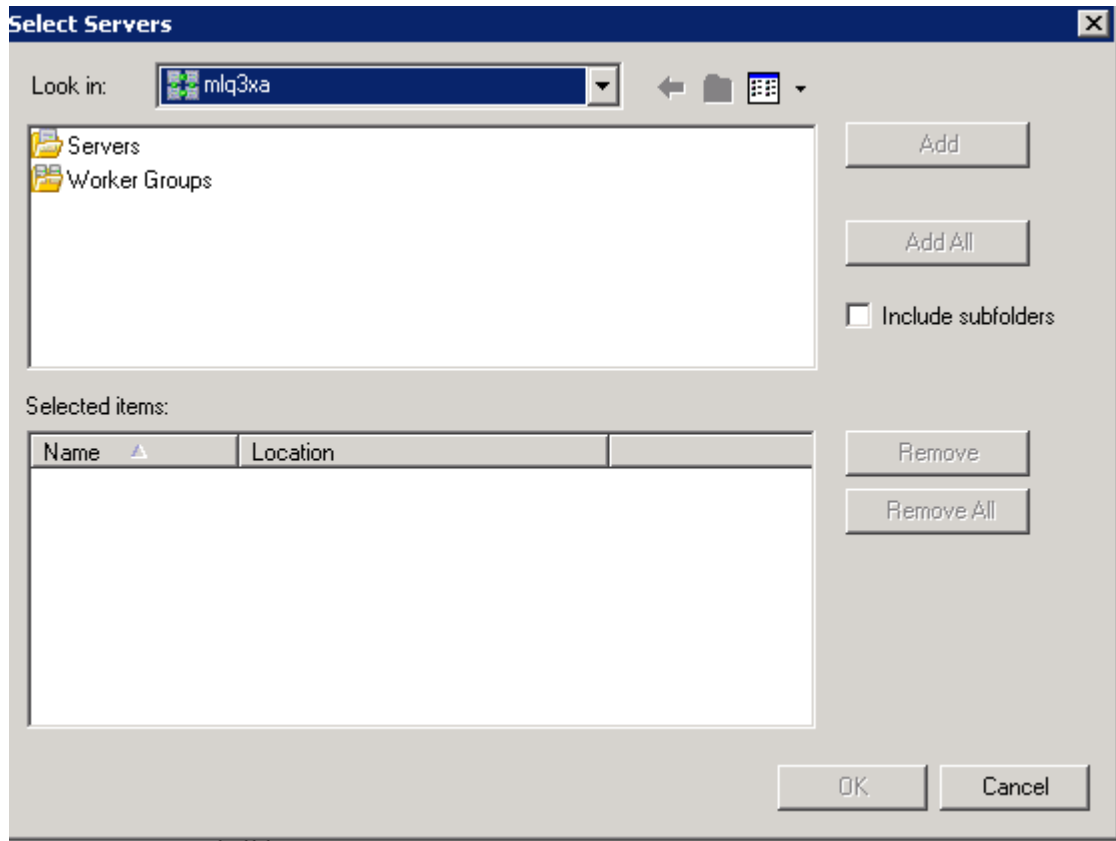 Select Servers
Look in: mlq3xa
Servers
Worker Groups
Add
Add All
Include subfolders
Selected items:
Name Location
Remove
Remove All
OK Cancel